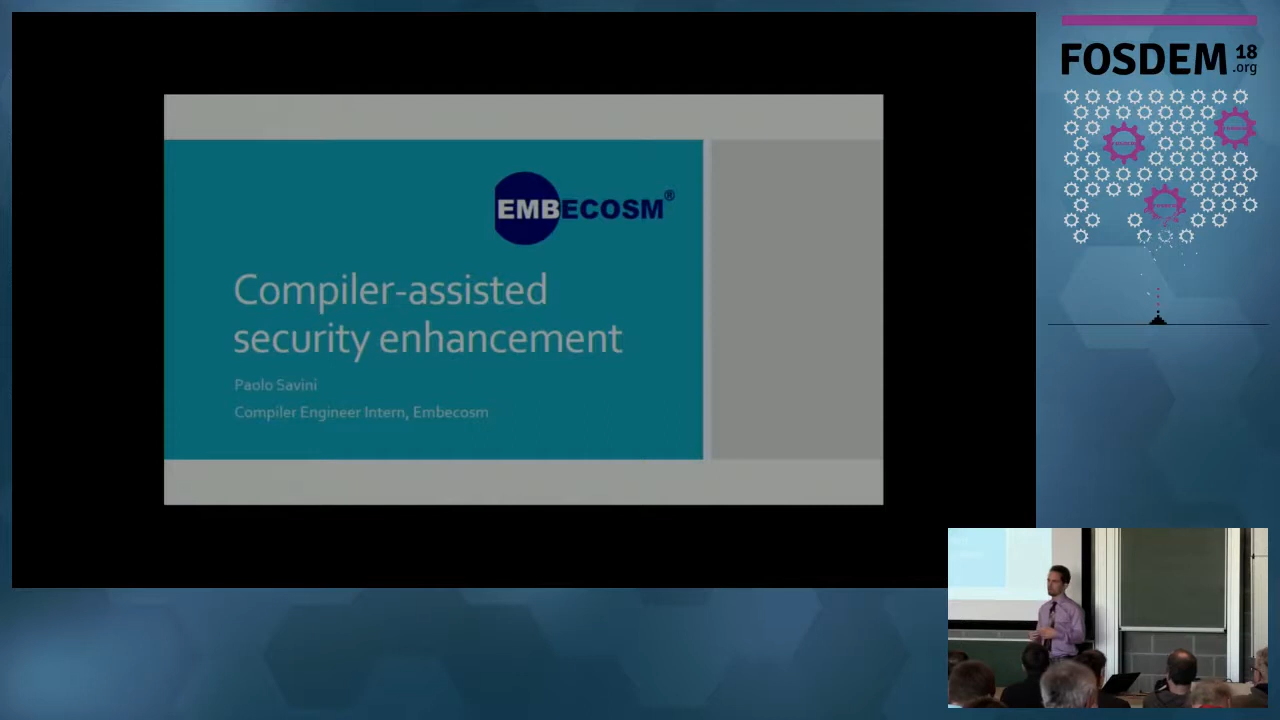 FOSDEM 18
.org
EMBECOSM®
Compiler-assisted
security enhancement
Paolo Savini
Compiler Engineer Intern, Embecosm